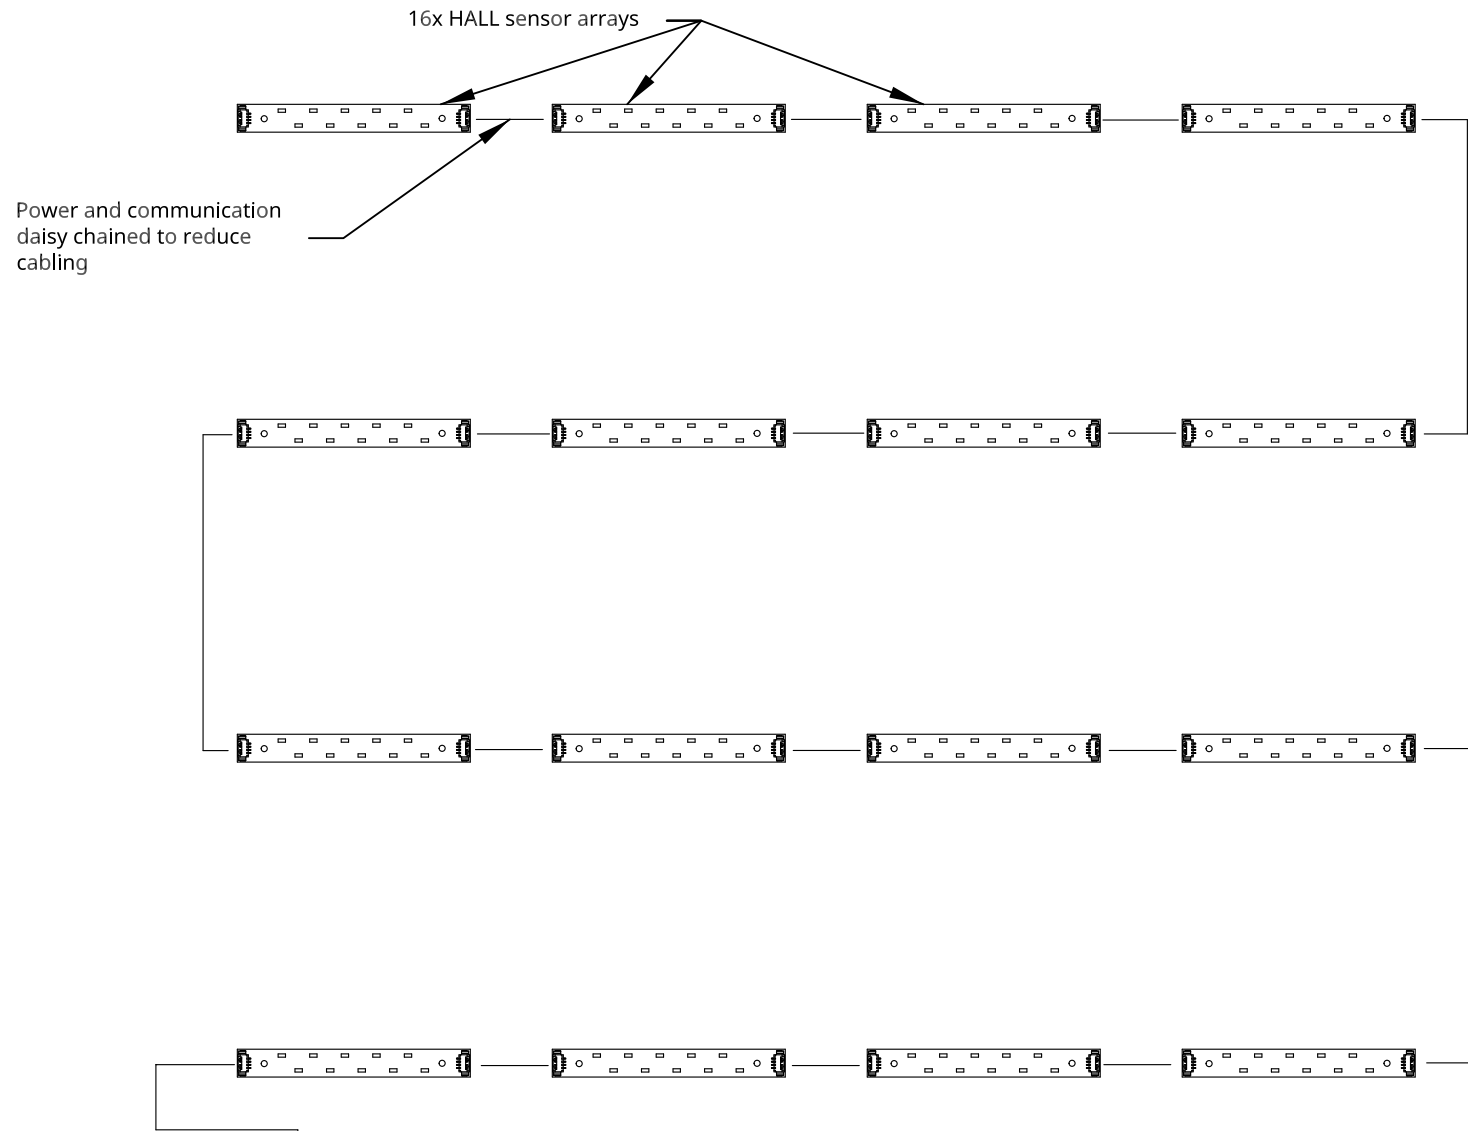 16x HALL sensor arrays
Power and communication
daisy chained to reduce
cabling